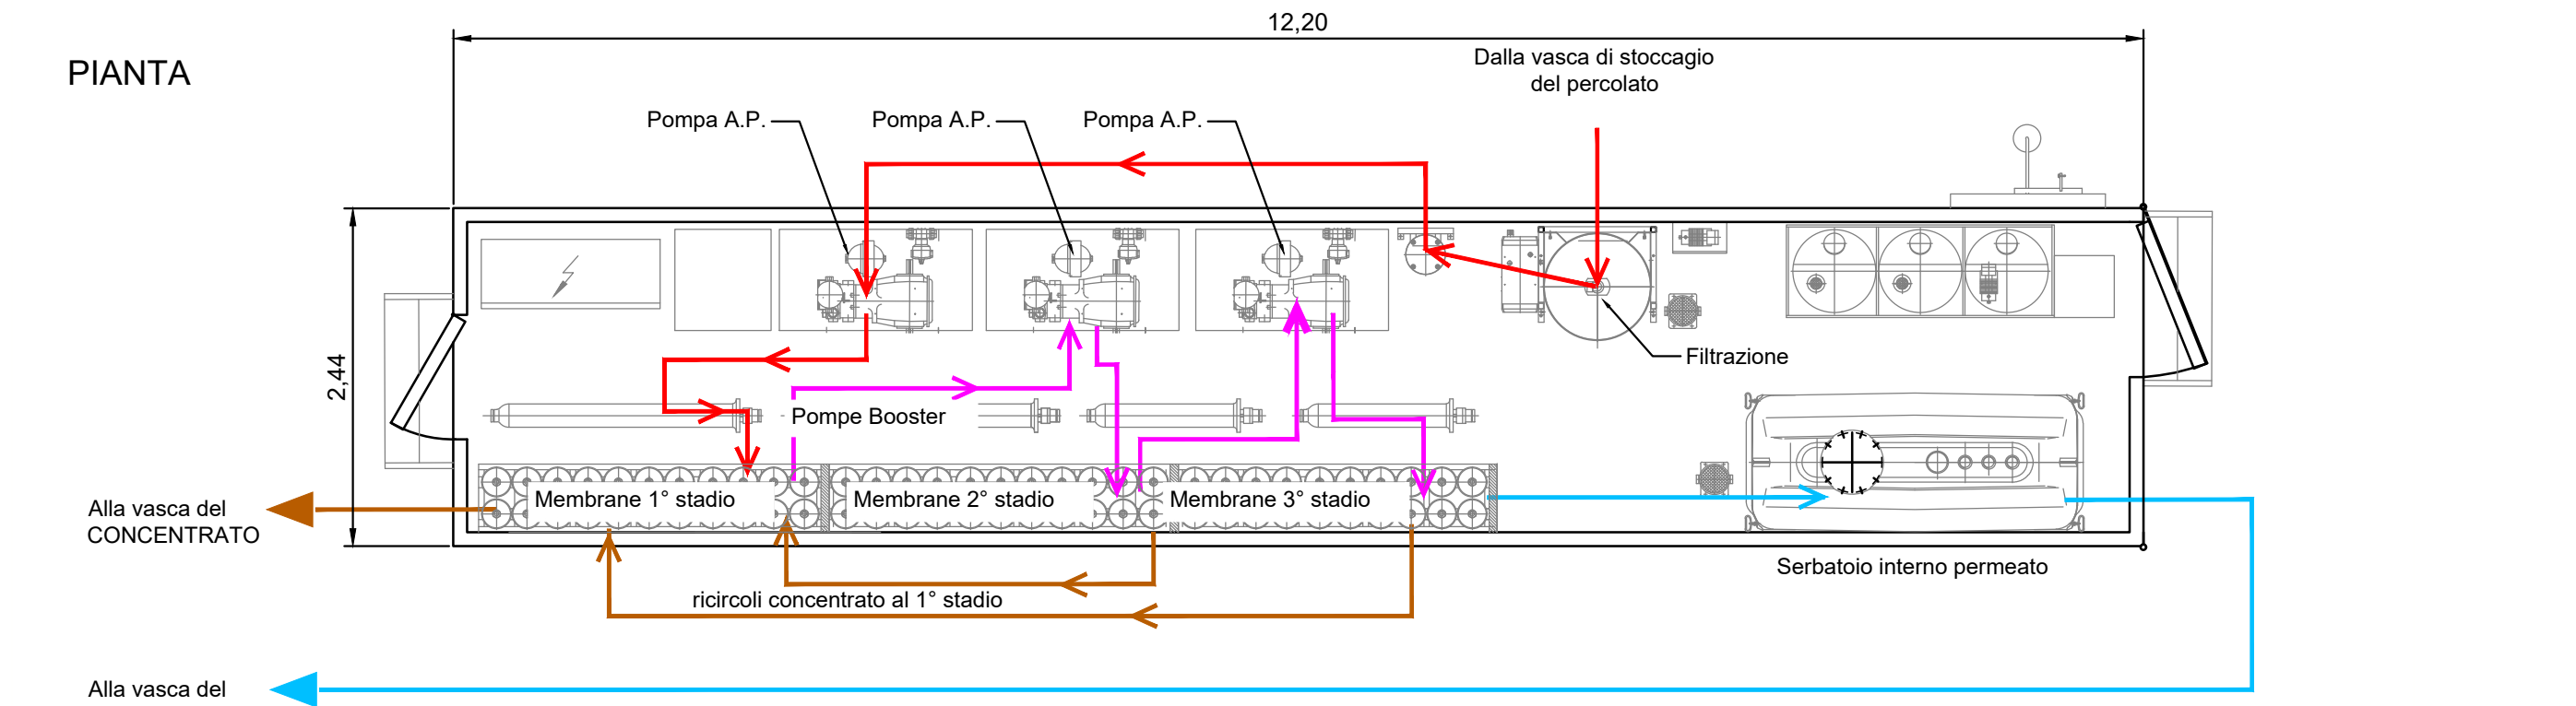 12,20
PIANTA
Dalla vasca di stoccagio
del percolato
Pompa A.P.
Pompa A.P.
Pompa A.P.
2,44
Filtrazione
Pompe Booster
Membrane 1° stadio
Membrane 2° stadio
Membrane 3° stadio
Alla vasca del
CONCENTRATO
Serbatoio interno permeato
ricircoli concentrato al 1° stadio
Alla vasca del